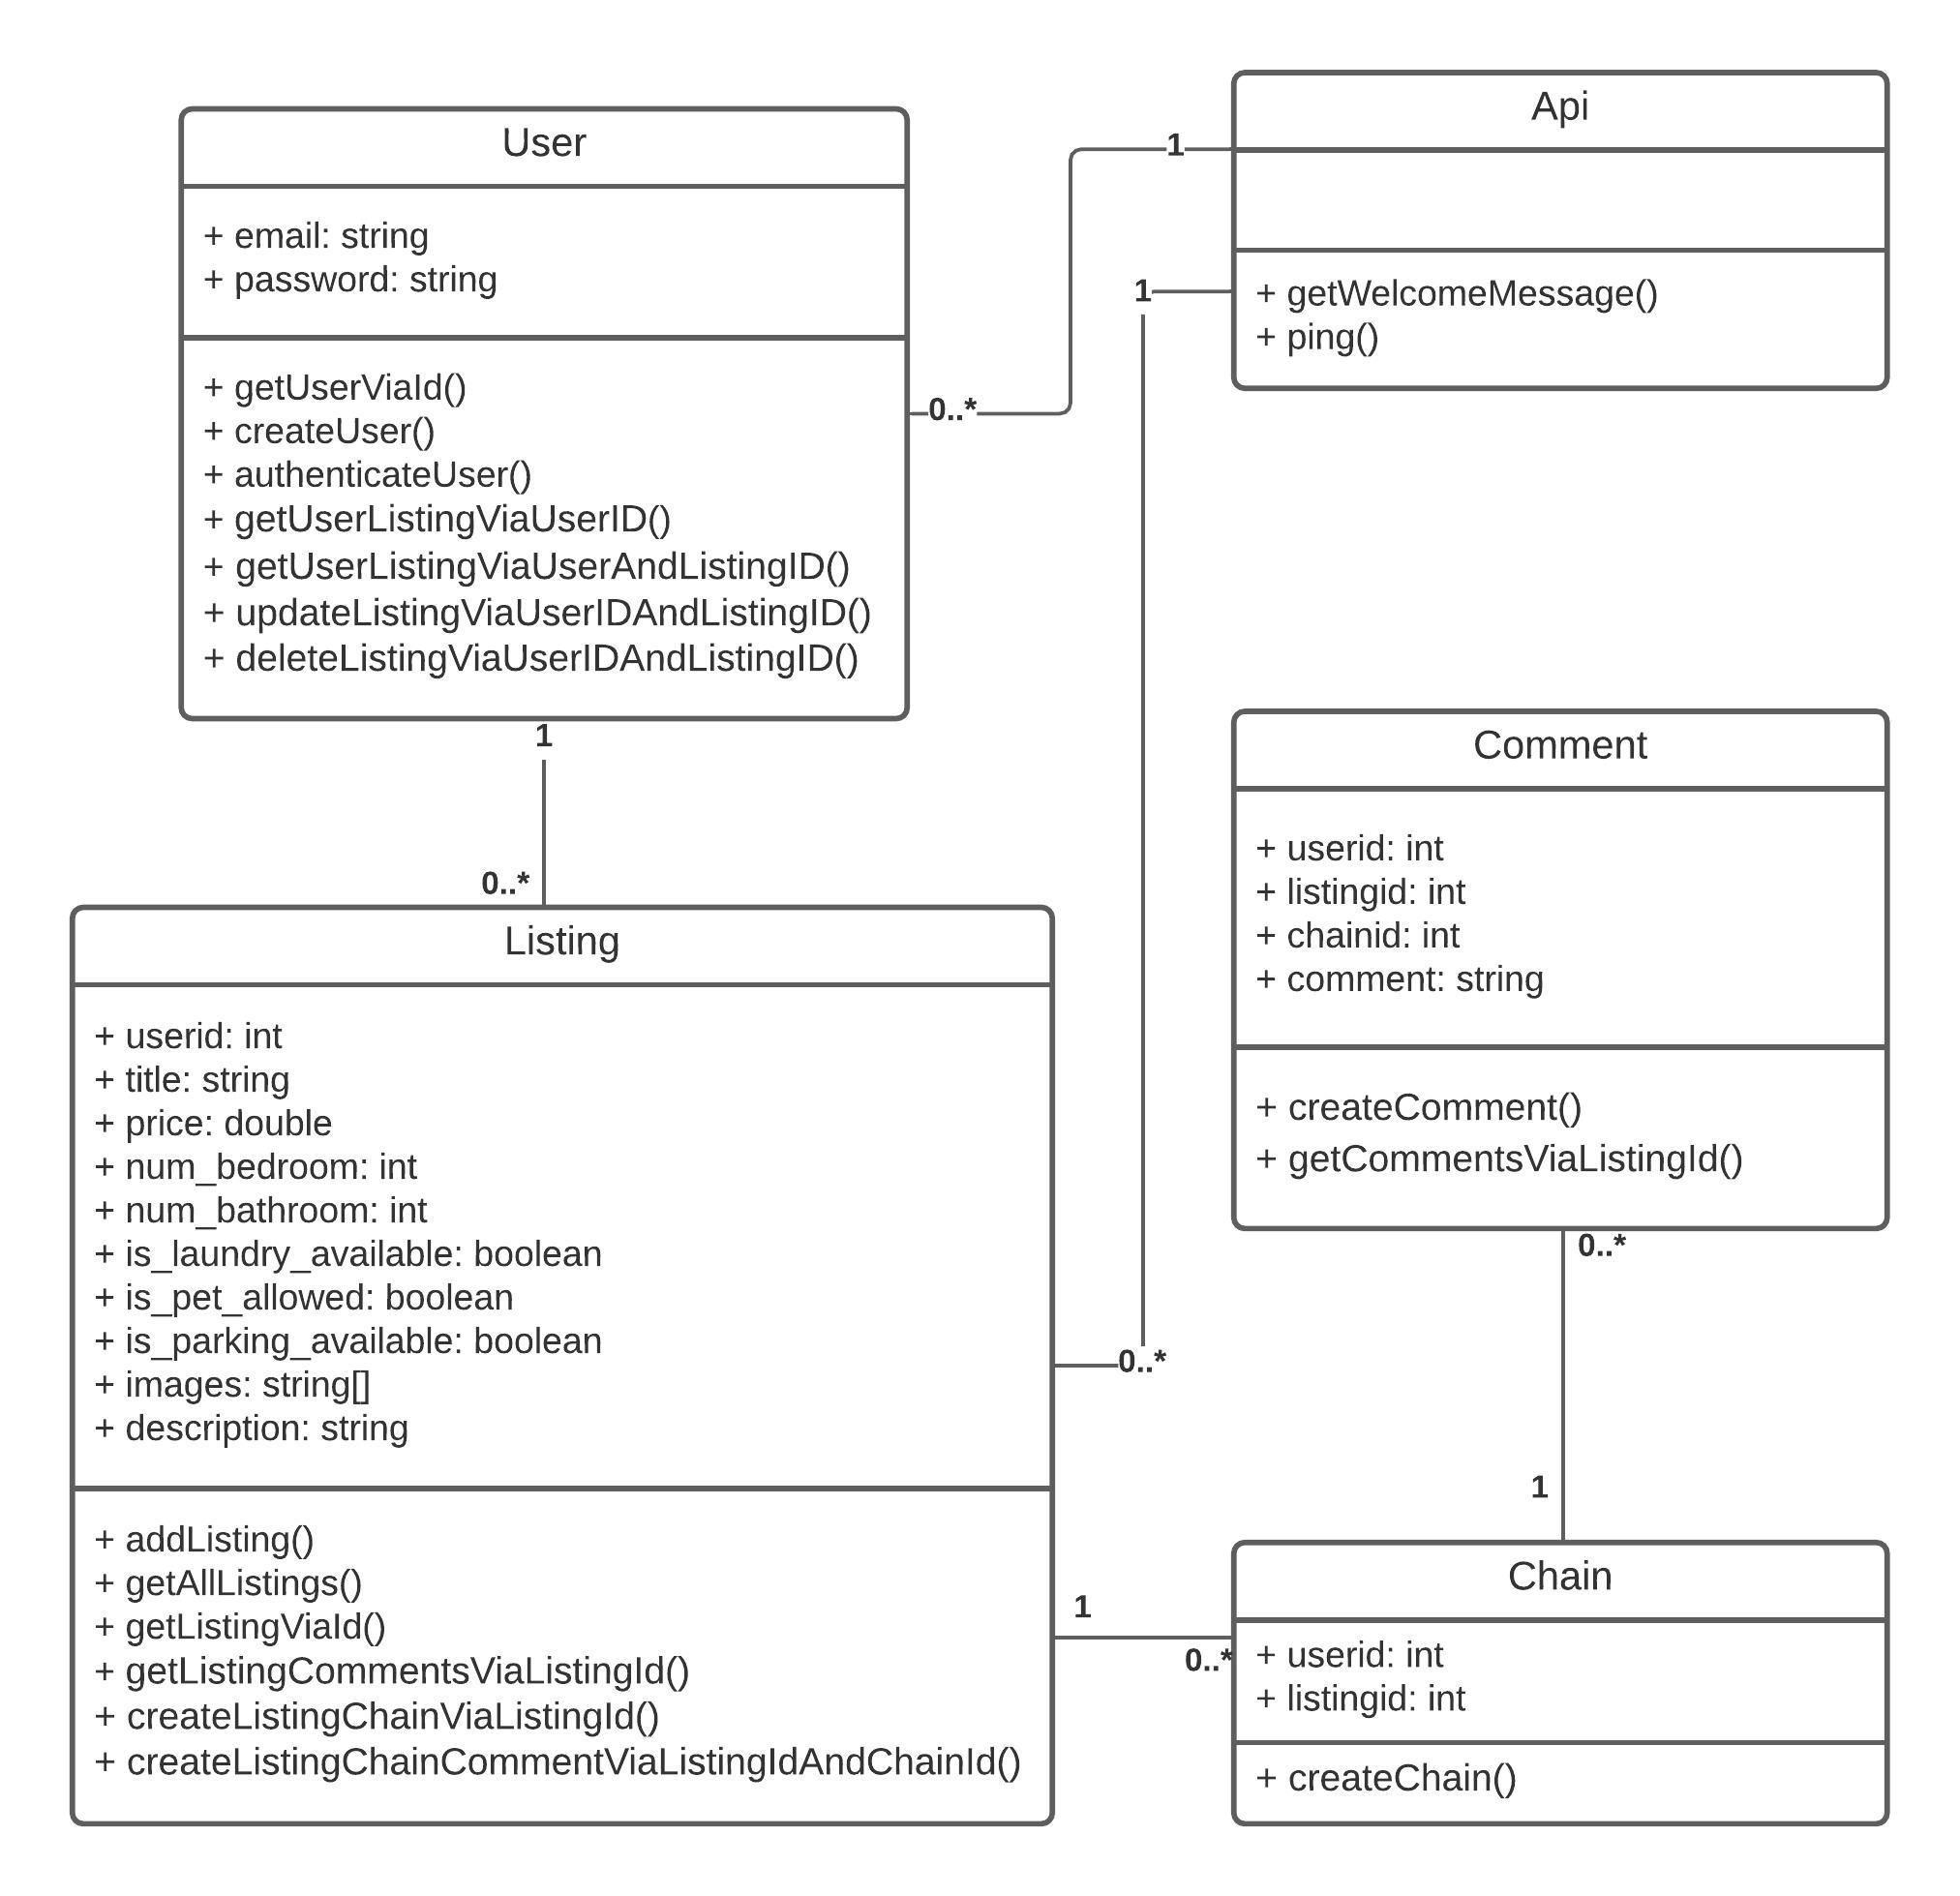 User
+ email: string
+ password: string
+ getUserViaId()
+ createUser()
+ authenticateUser()
+ getUserListingViaUserID()
+ getUserListingViaUserAndListingID()
+ updateListingViaUserIDAndListingID()
+ deleteListingViaUserIDAndListingID()
1
0..*
1
0..*
Api
+ getWelcomeMessage()
+ ping()
1
0..*
Listing
+ userid: int
+ title: string
+ price: double
+ num_bedroom: int
+ num_bathroom: int
+ is_laundry_available: boolean
+ is_pet_allowed: boolean
+ is_parking_available: boolean
+ images: string[]
+ description: string
+ addListing()
+ getAllListings()
+ getListingViaId()
+ getListingCommentsViaListingId()
+ createListingChainViaListingId()
+ createListingChainCommentViaListingIdAndChainId()
Comment
+ userid: int
+ listingid: int
+ chainid: int
+ comment: string
+ createComment()
+ getCommentsViaListingId()
0..*
1
1
0..*
Chain
+ userid: int
+ listingid: int
+ createChain()